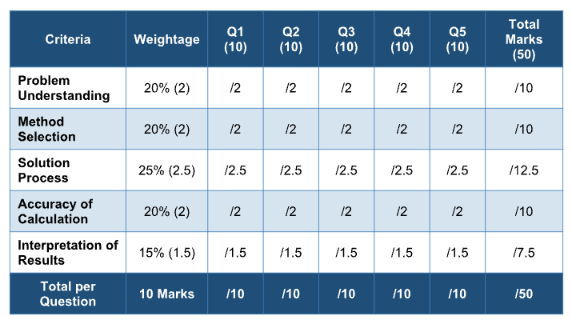 Criteria Weightage Q1 (10) Q2 (10) Q3 (10) Q4 (10) Q5 (10) Total Marks (50)
Problem Understanding 20% (2) /2 /2 /2 /2 /2 /10
Method Selection 20% (2) /2 /2 /2 /2 /2 /10
Solution Process 25% (2.5) /2.5 /2.5 /2.5 /2.5 /2.5 /12.5
Accuracy of Calculation 20% (2) /2 /2 /2 /2 /2 /10
Interpretation of Results 15% (1.5) /1.5 /1.5 /1.5 /1.5 /1.5 /7.5
Total per Question 10 Marks /10 /10 /10 /10 /10 /50